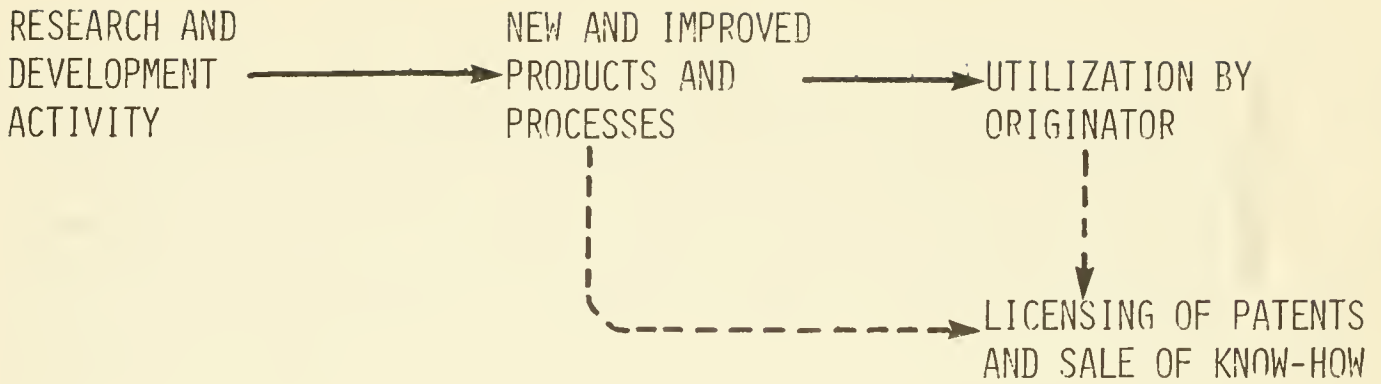 RESEARCH AND
DEVELOPMENT
ACTIVITY
NEW AND IMPROVED
PRODUCTS AND
PROCESSES
UTILIZATION BY
ORIGINATOR
LICENSING OF PATENTS
AND SALE OF KNOW-HOW